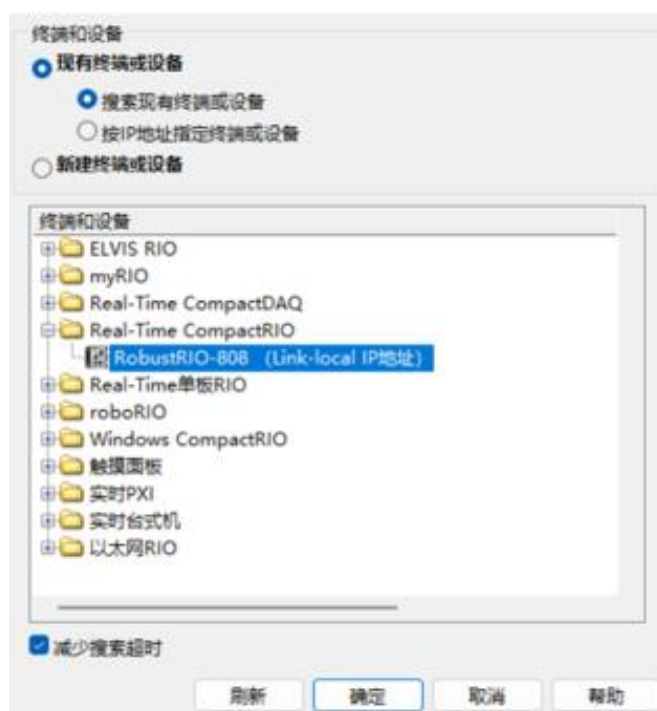 终端和设备
现有终端或设备
搜索现有终端或设备
按IP地址指定终端或设备
新建终端或设备
终端和设备
ELVIS RIO
myRIO
Real-Time CompactDAQ
Real-Time CompactRIO
RobustRIO-808 (Link-local IP地址)
Real-Time单板RIO
roboRIO
Windows CompactRIO
触摸面板
实时PXI
实时台式机
以太网RIO
减少搜索超时
刷新 确定 取消 帮助